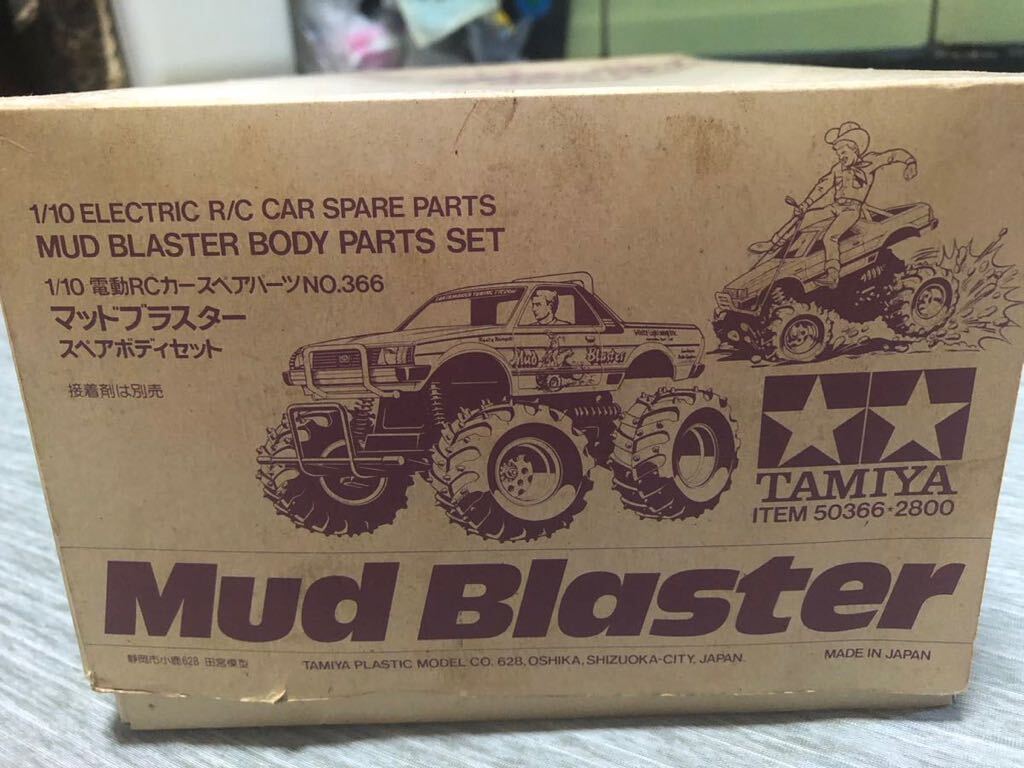 1/10 ELECTRIC R/C CAR SPARE PARTS
MUD BLASTER BODY PARTS SET
1/10 電動RCカースペアパーツNO.366
マッドブラスター
スペアボディセット
接着剤は別売
Mud Blaster
TAMIYA
ITEM 50366・2800
Mud Blaster
静岡市小鹿628 田宮模型
TAMIYA PLASTIC MODEL CO. 628, OSHIKA, SHIZUOKA-CITY, JAPAN.
MADE IN JAPAN